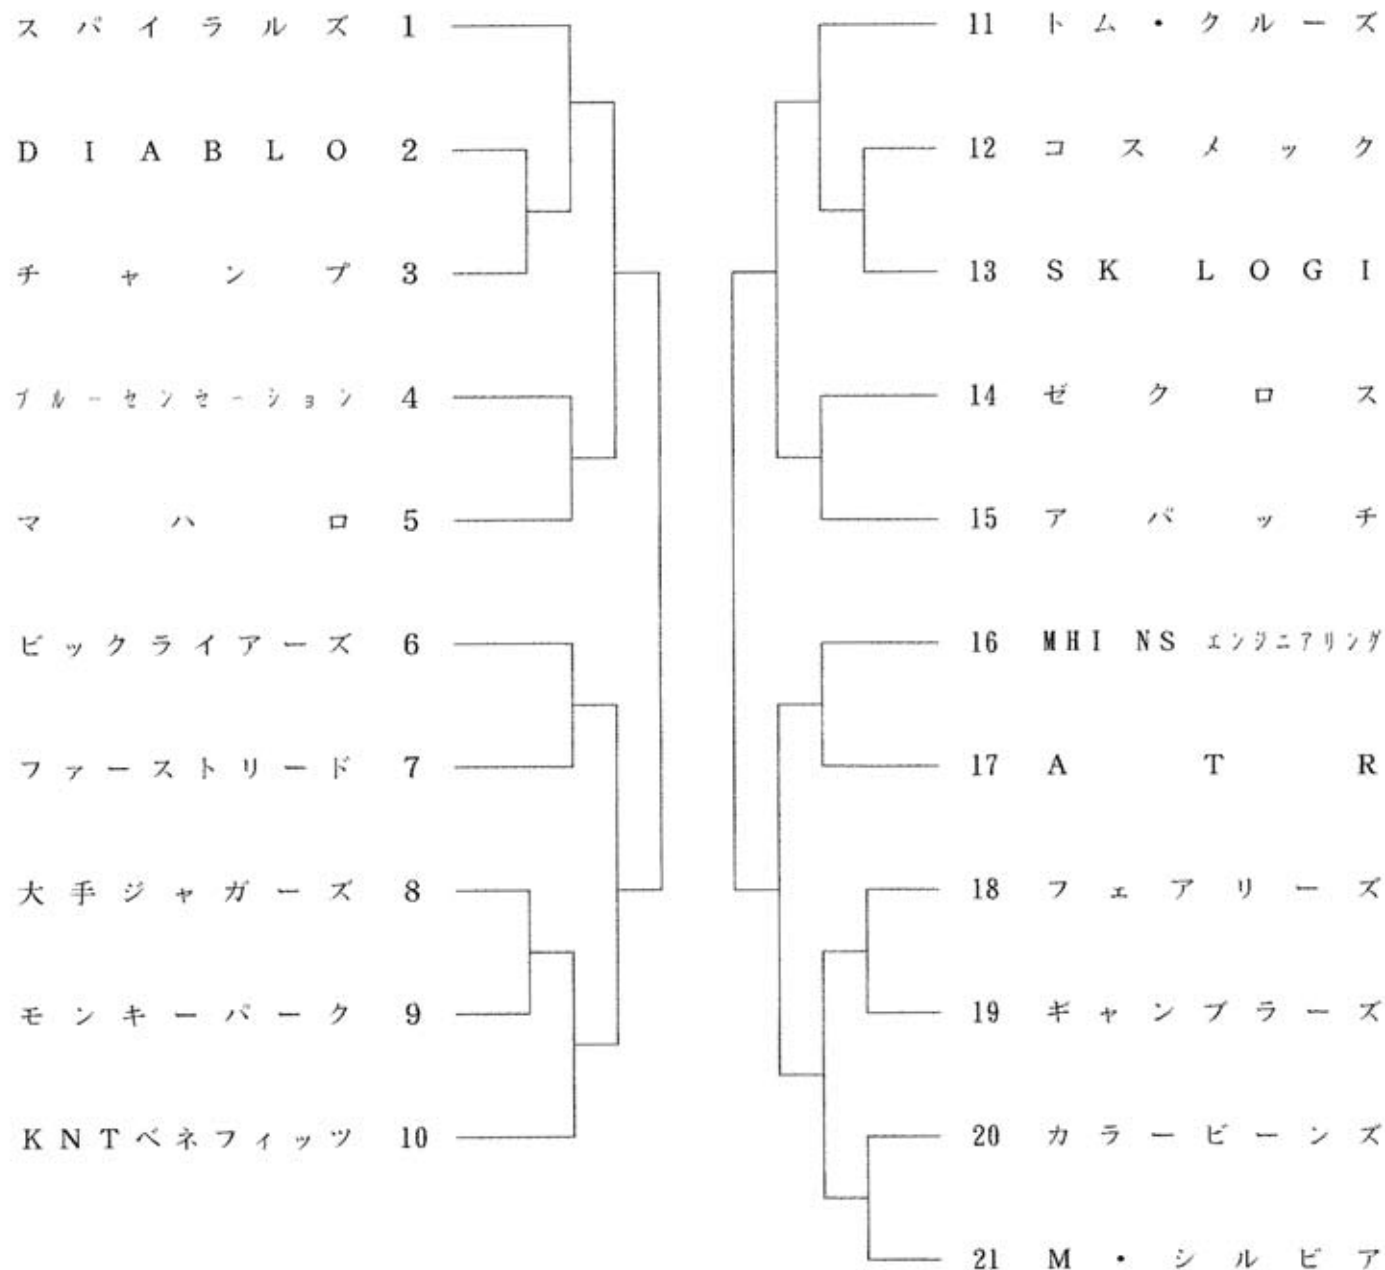 スパイラルズ 1
DIABLO 2
チャンプ 3
ブルーセンセーション 4
マハロ 5
ビックライアーズ 6
ファーストリード 7
大手ジャガーズ 8
モンキーパーク 9
KNTベネフィッツ 10
11 トム・クルーズ
12 コスメック
13 SK LOGI
14 ゼクロス
15 アパッチ
16 MHI NS エンジニアリング
17 ATR
18 フェアリーズ
19 ギャンブラーズ
20 カラービーンズ
21 M・シルビア